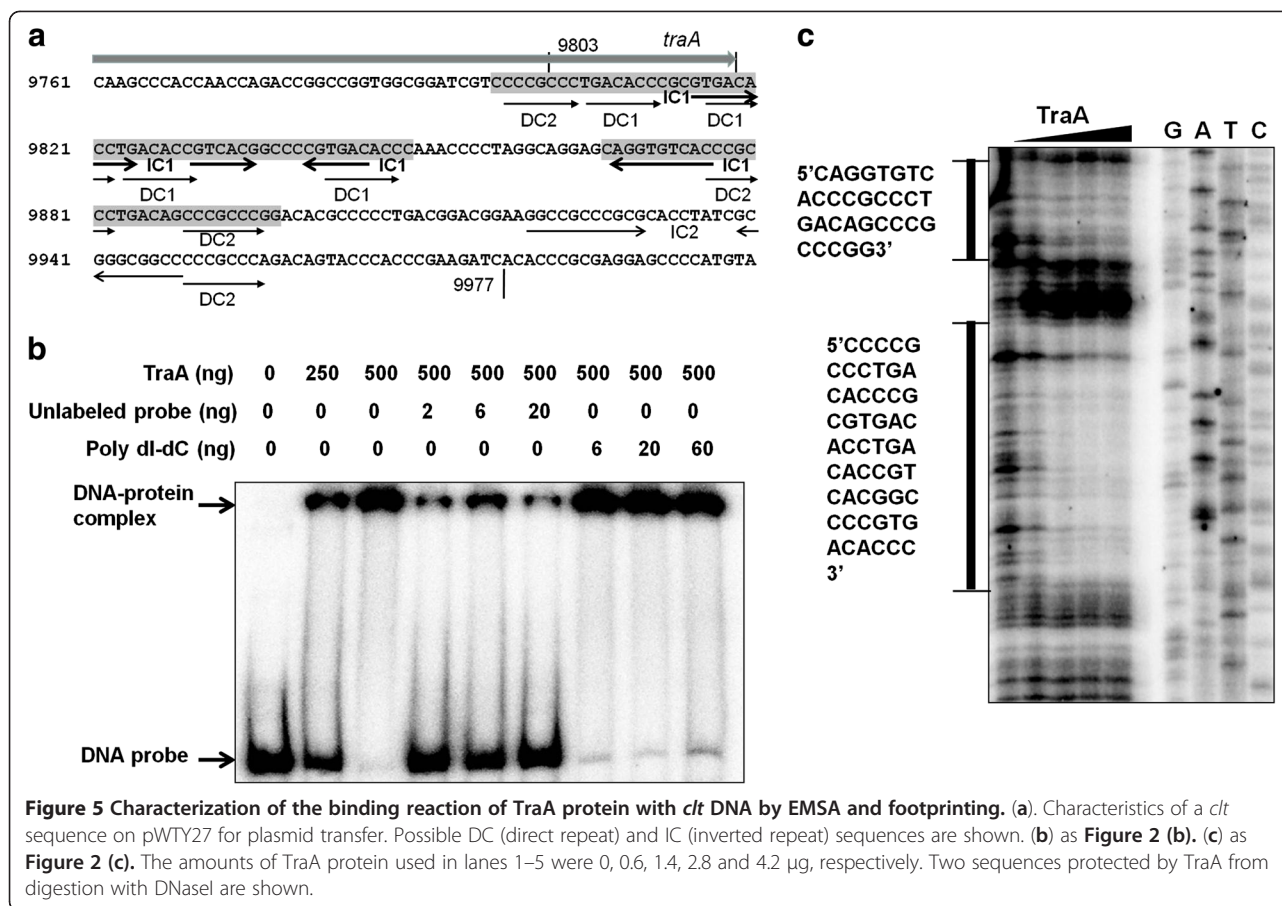 a
9803 traA
9761 CAAGCCCACCAACCAGACCGGCCGGTGGCGGATCGTCCCCCGCCCTGACACCCGCGTGACA
IC1
DC2 DC1 DC1
9821 CCTGACACCGTCACGGCCCCGTGACACCCAAACCCCTAGGCAGGAGCAGGTGTCACCCGC
IC1 IC1 IC1
DC1 DC1 DC2
9881 CCTGACAGCCCGCCCGGACACGCCCCCTGACGGACGGAAGGCCGCCCGCGCACCTATCGC
DC2 IC2
9941 GGGCGGCCCCCGCCCAGACAGTACCCACCCGAAGATCACACCCGCGAGGAGCCCCATGTA
DC2 9977
b
TraA (ng) 0 250 500 500 500 500 500 500 500
Unlabeled probe (ng) 0 0 0 2 6 20 0 0 0
Poly dI-dC (ng) 0 0 0 0 0 0 6 20 60
DNA-protein
complex
DNA probe
c
TraA G A T C
5'CAGGTGTC
ACCCGCCCT
GACAGCCCG
CCCGG3'
5'CCCCG
CCCTGA
CACCCG
CGTGAC
ACCTGA
CACCGT
CACGGC
CCCGTG
ACACCC
3'
Figure 5 Characterization of the binding reaction of TraA protein with clt DNA by EMSA and footprinting. (a). Characteristics of a clt
sequence on pWTY27 for plasmid transfer. Possible DC (direct repeat) and IC (inverted repeat) sequences are shown. (b) as Figure 2 (b). (c) as
Figure 2 (c). The amounts of TraA protein used in lanes 1–5 were 0, 0.6, 1.4, 2.8 and 4.2 μg, respectively. Two sequences protected by TraA from
digestion with DNaseI are shown.